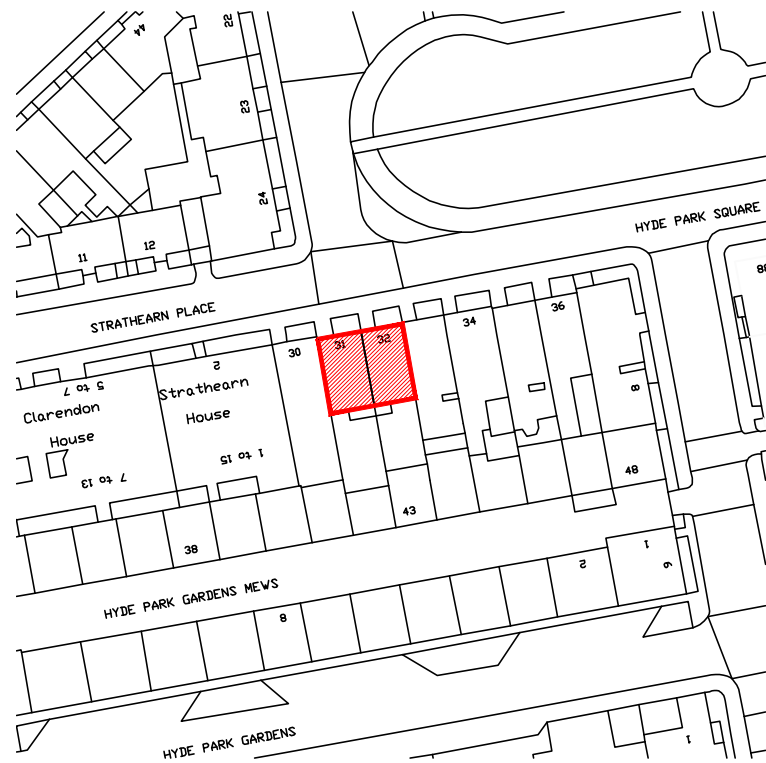 44
22
23
24
HYDE PARK SQUARE
11
12
STRATHEARN PLACE
30
31
32
34
36
8
2
5 to 7
Clarendon
House
7 to 13
Strathearn
House
1 to 15
48
43
38
HYDE PARK GARDENS MEWS
8
2
1
6
HYDE PARK GARDENS
1